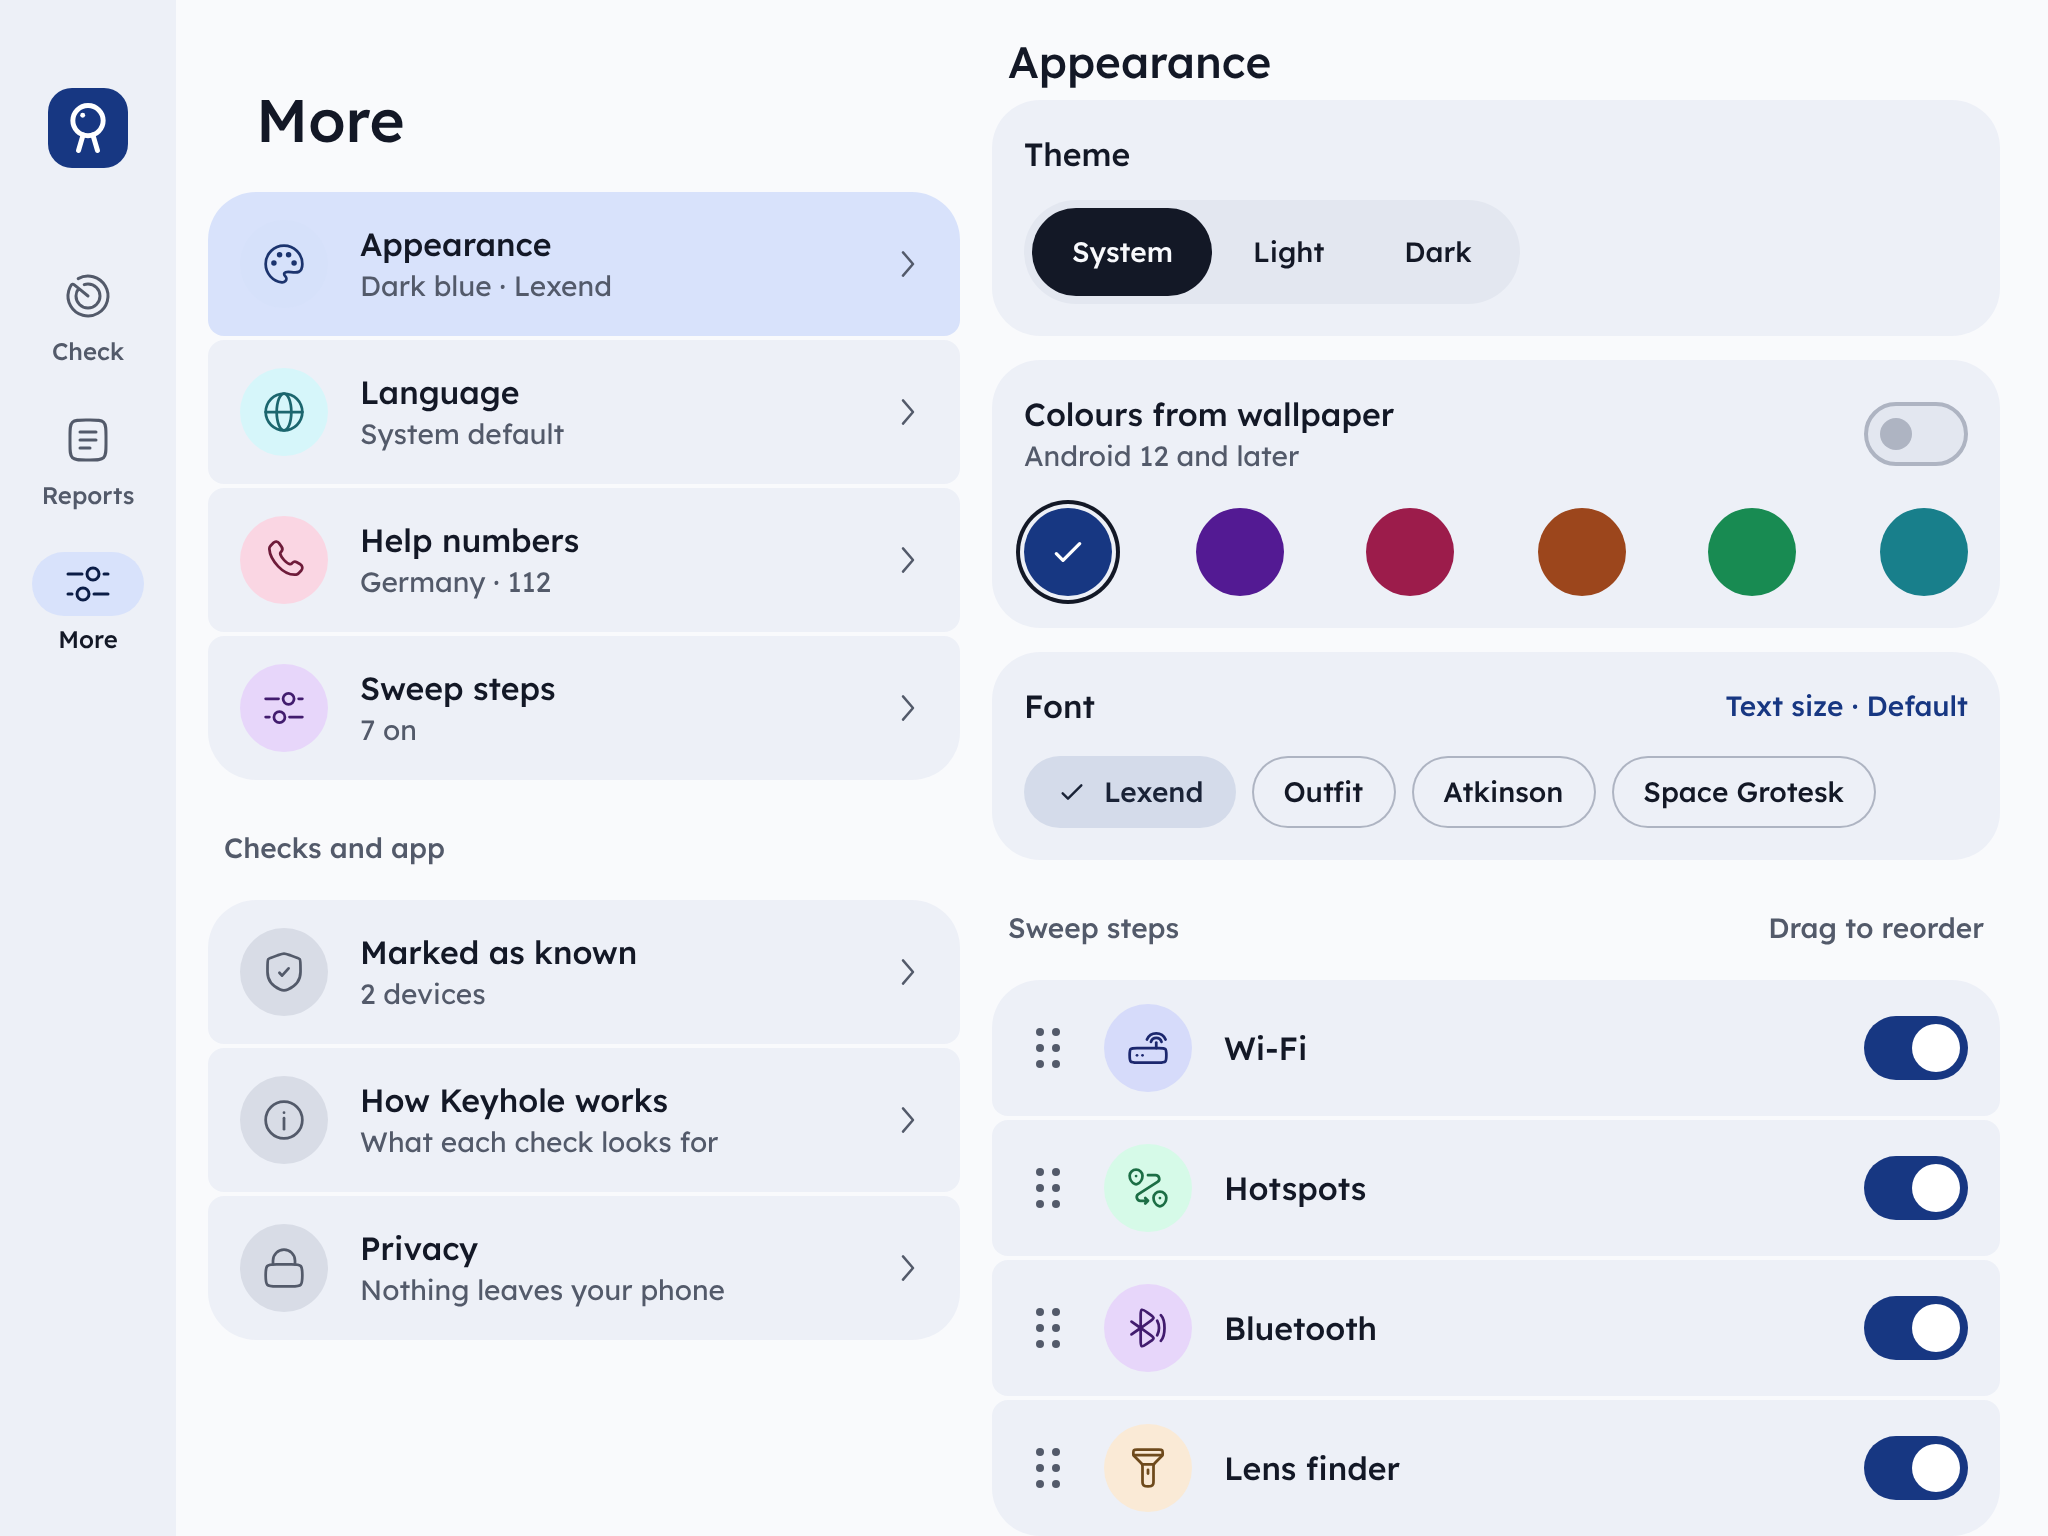 Check
Reports
More
More
Appearance
Dark blue · Lexend
Language
System default
Help numbers
Germany · 112
Sweep steps
7 on
Checks and app
Marked as known
2 devices
How Keyhole works
What each check looks for
Privacy
Nothing leaves your phone
Appearance
Theme
System
Light
Dark
Colours from wallpaper
Android 12 and later
Font
Text size · Default
Lexend
Outfit
Atkinson
Space Grotesk
Sweep steps
Drag to reorder
Wi-Fi
Hotspots
Bluetooth
Lens finder